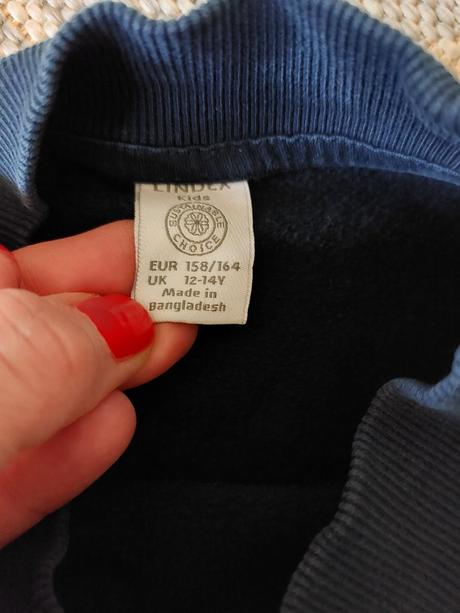 LINDEX
Kids
SUSTAINABLE
CHOICE
EUR 158/164
UK 12-14Y
Made in
Bangladesh